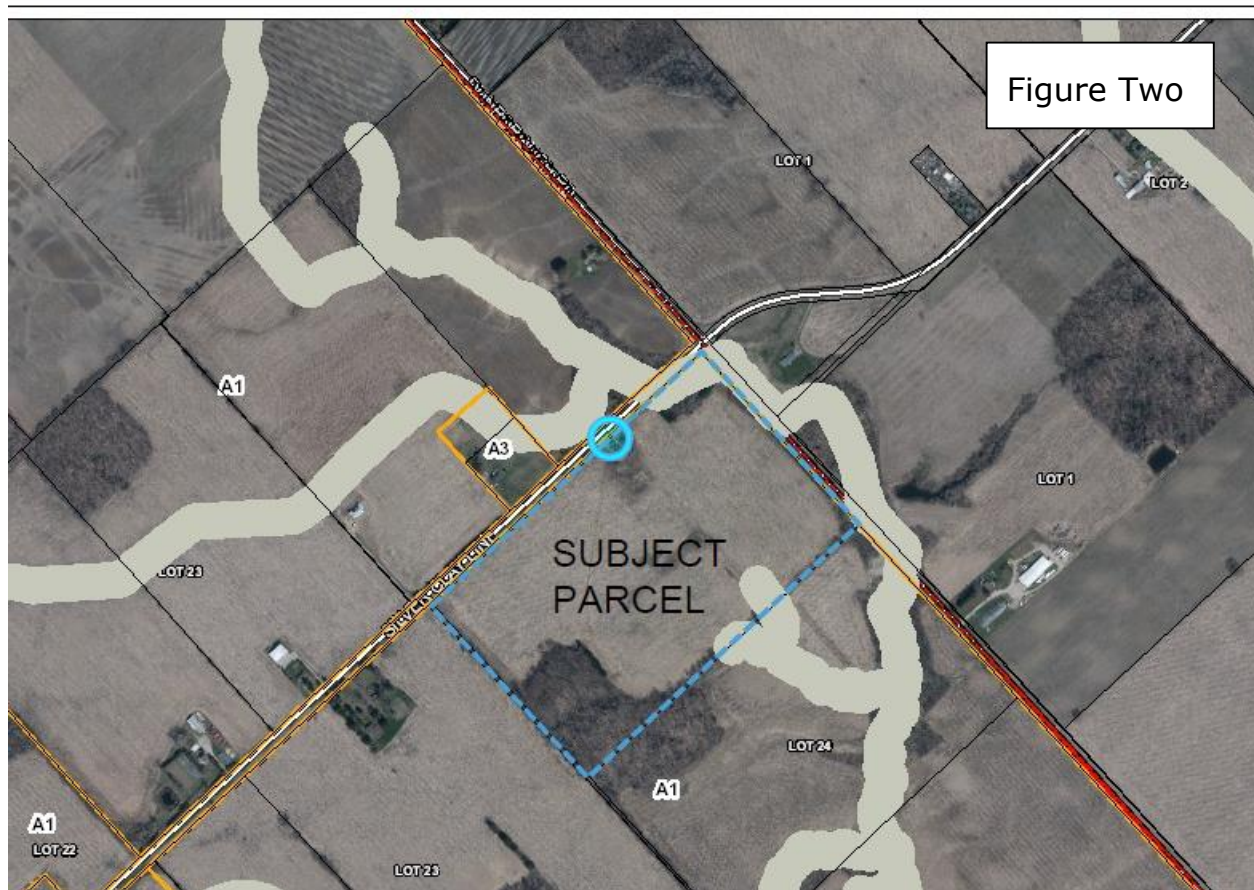 Figure Two
LOT 1
LOT 2
A1
A3
LOT 1
LOT 23
SUBJECT
PARCEL
LOT 24
A1
A1
LOT 22
LOT 23